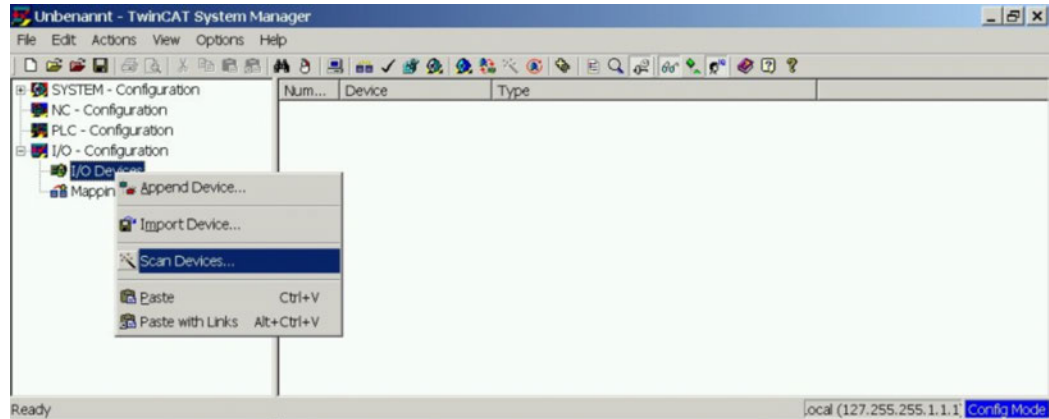 Unbenannt - TwinCAT System Manager
File Edit Actions View Options Help
Num... Device Type
SYSTEM - Configuration
NC - Configuration
PLC - Configuration
I/O - Configuration
I/O Devices
Mappin
Append Device...
Import Device...
Scan Devices...
Paste Ctrl+V
Paste with Links Alt+Ctrl+V
Ready ocal (127.255.255.1.1.1) Config Mode